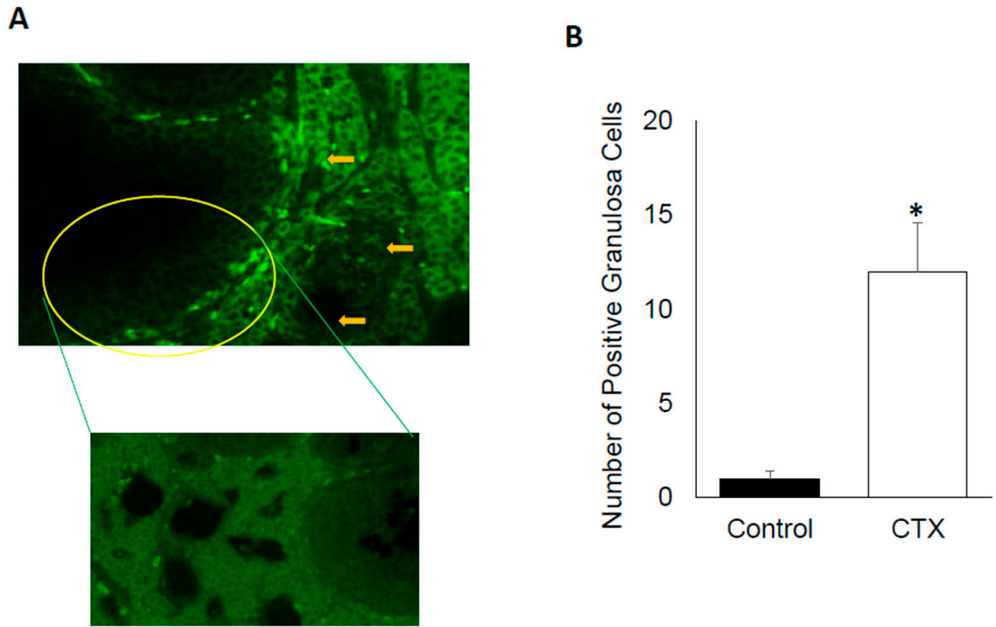 A
B
Number of Positive Granulosa Cells
20
15
10
5
0
*
Control
CTX